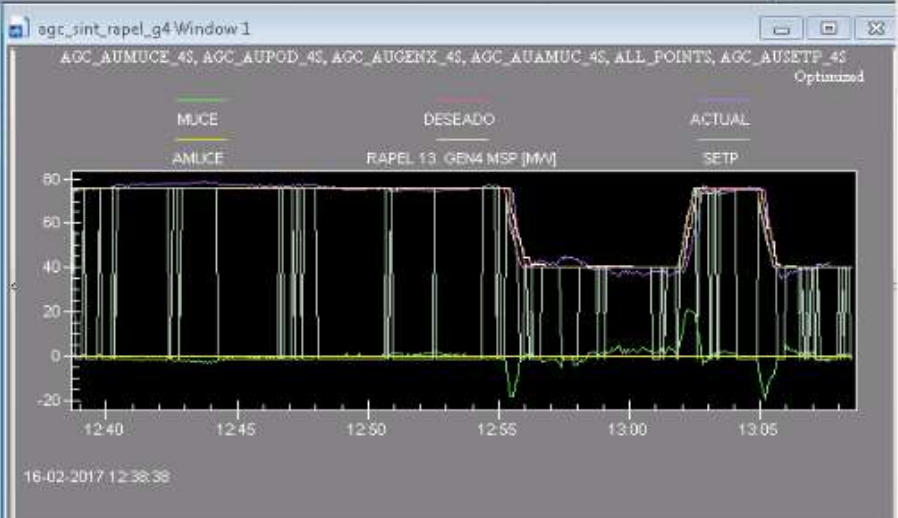 agc_sint_rapel_g4 Window 1
AGC_AUMUCE_4S, AGC_AUPOD_4S, AGC_AUGENX_4S, AGC_AUAMUC_4S, ALL_POINTS, AGC_AUSETP_4S
Optimized
MUCE DESEADO ACTUAL
AMUCE RAPEL 13. GEN4 MSP [MW] SETP
80
60
40
20
0
-20
12:40 12:45 12:50 12:55 13:00 13:05
16-02-2017 12:38:38